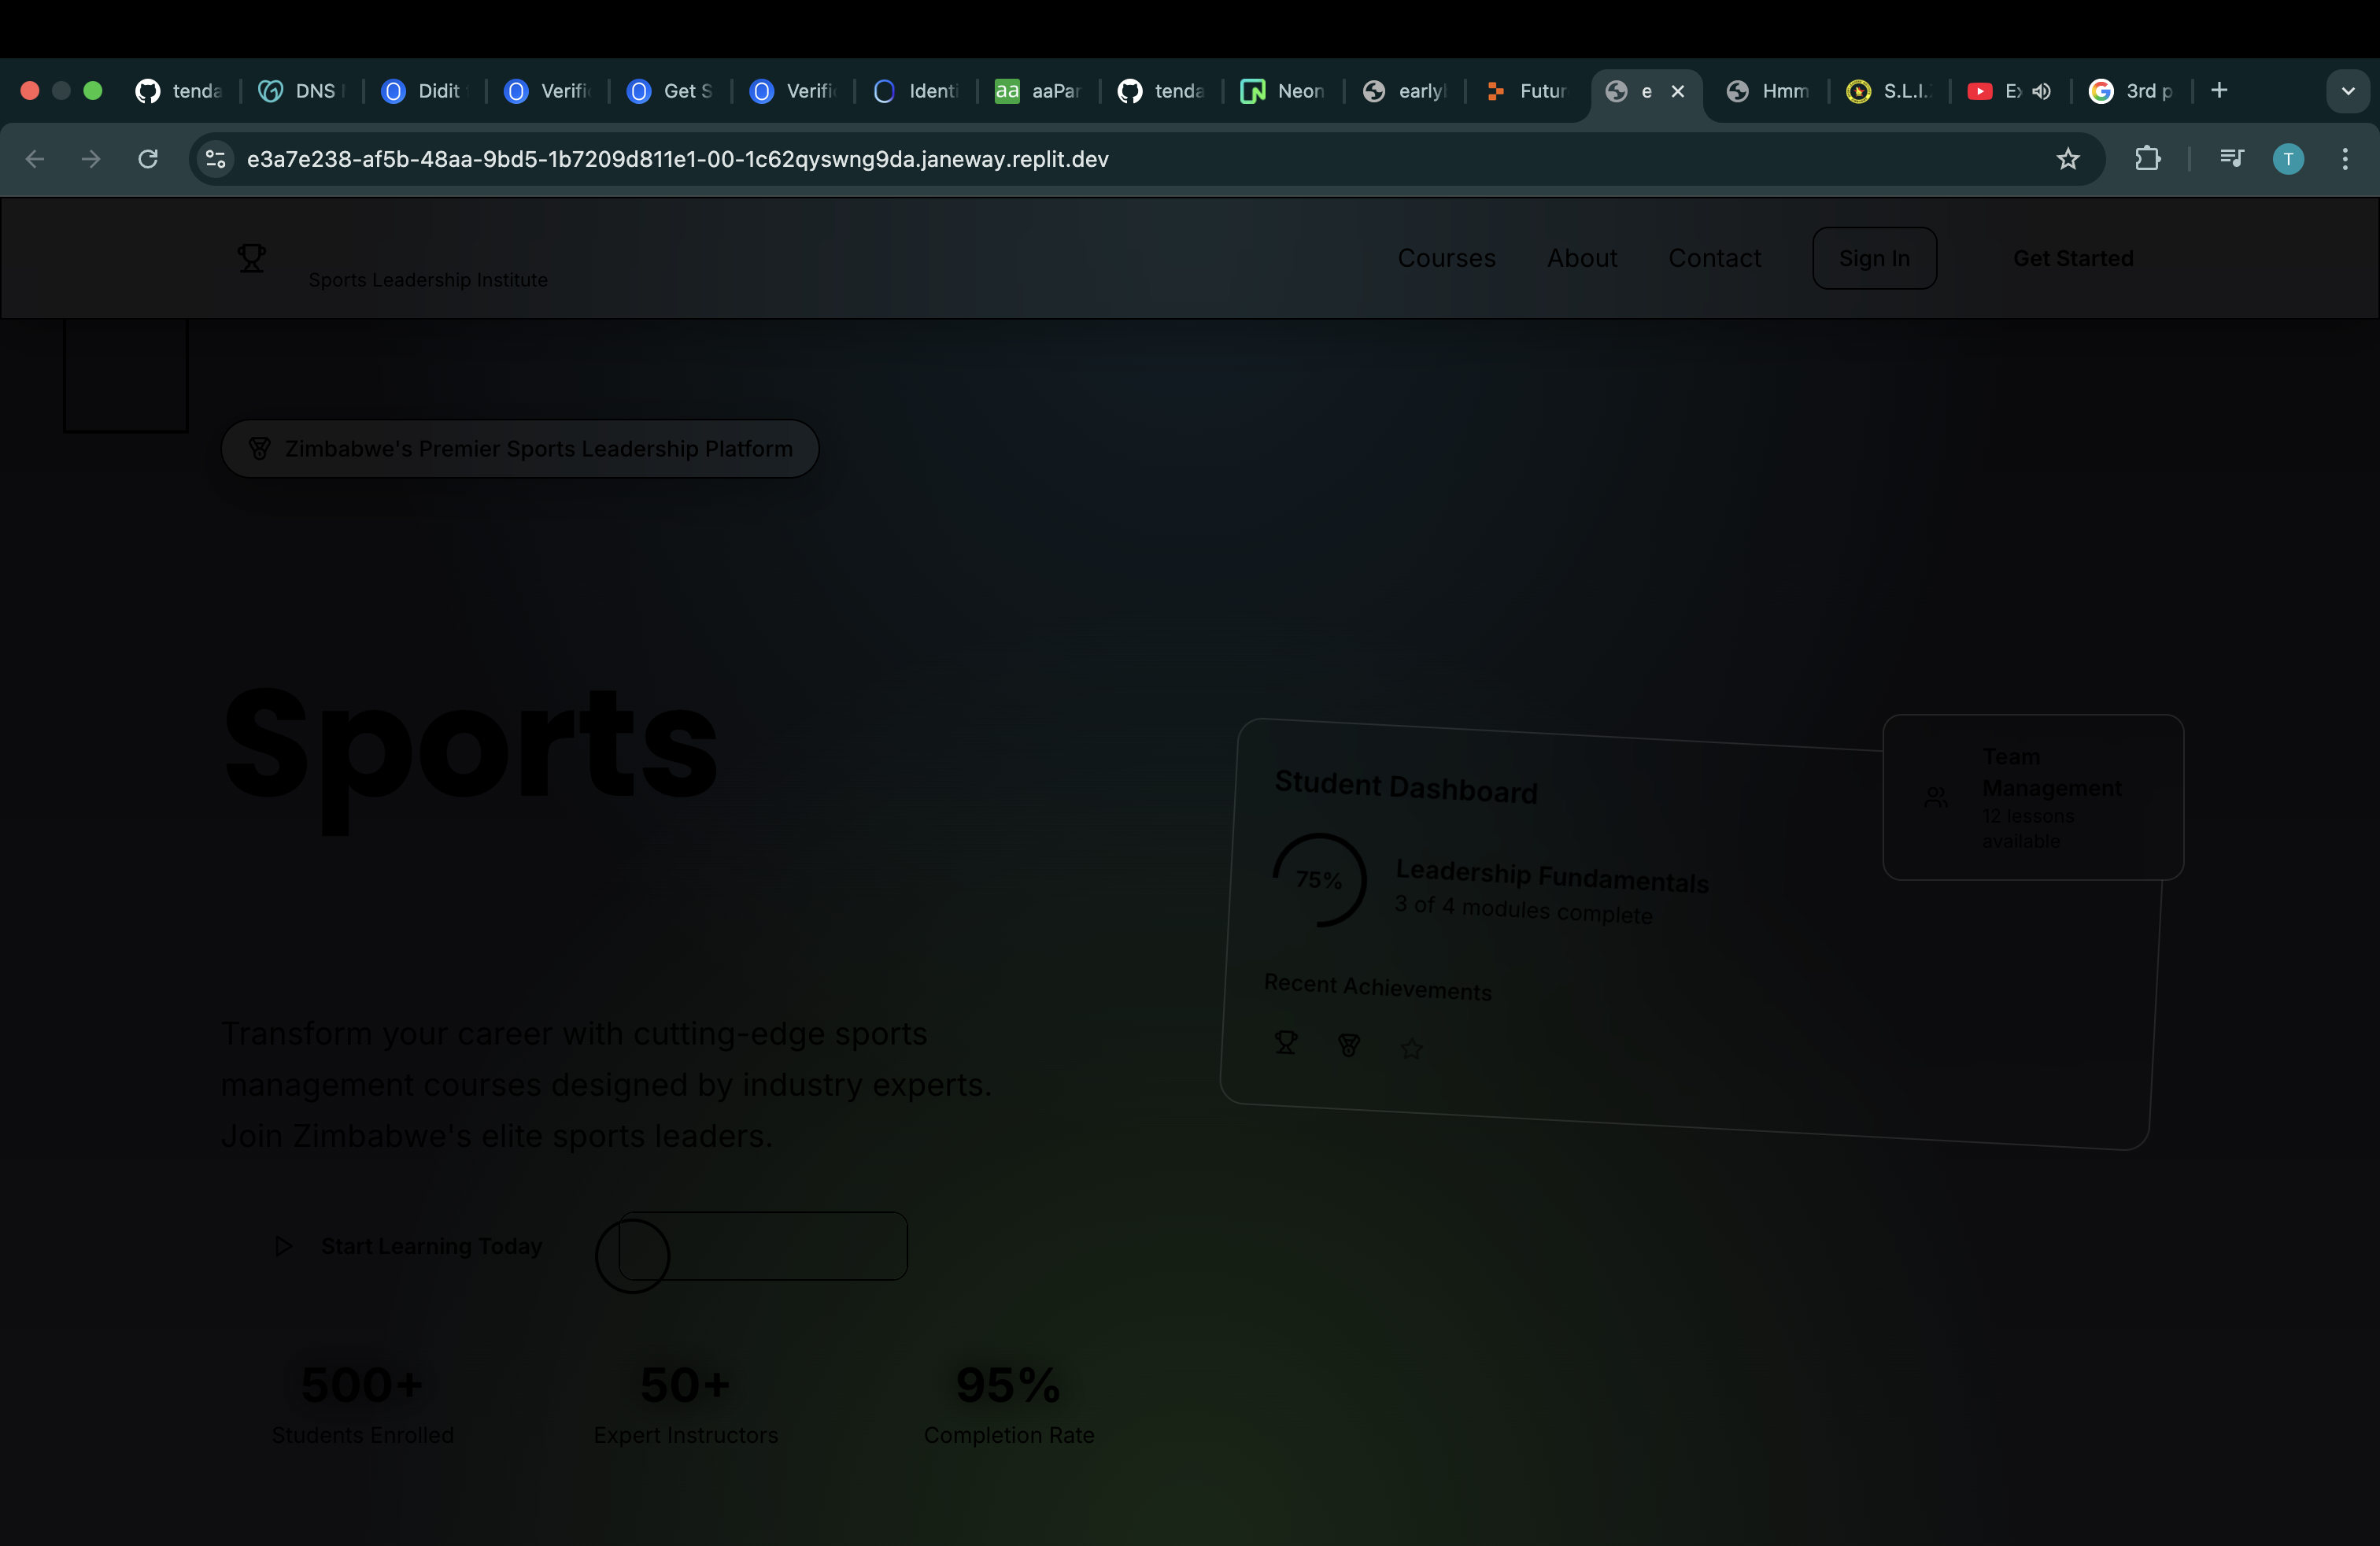 tenda
DNS
Didit
Verifi
Get S
Verifi
Identi
aa
aaPar
tenda
Neon
early
Futur
e
Hmm
S.L.I.
E
3rd p
e3a7e238-af5b-48aa-9bd5-1b7209d811e1-00-1c62qyswng9da.janeway.replit.dev
T
Sports Leadership Institute
Courses
About
Contact
Sign In
Get Started
Zimbabwe's Premier Sports Leadership Platform
Sports
Transform your career with cutting-edge sports
management courses designed by industry experts.
Join Zimbabwe's elite sports leaders.
Start Learning Today
500+
Students Enrolled
50+
Expert Instructors
95%
Completion Rate
Student Dashboard
75%
Leadership Fundamentals
3 of 4 modules complete
Recent Achievements
Team
Management
12 lessons
available